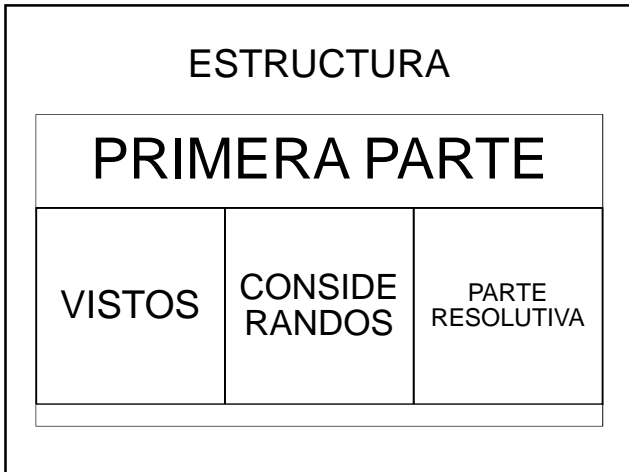 ESTRUCTURA
PRIMERA PARTE
VISTOS
CONSIDE
RANDOS
PARTE
RESOLUTIVA